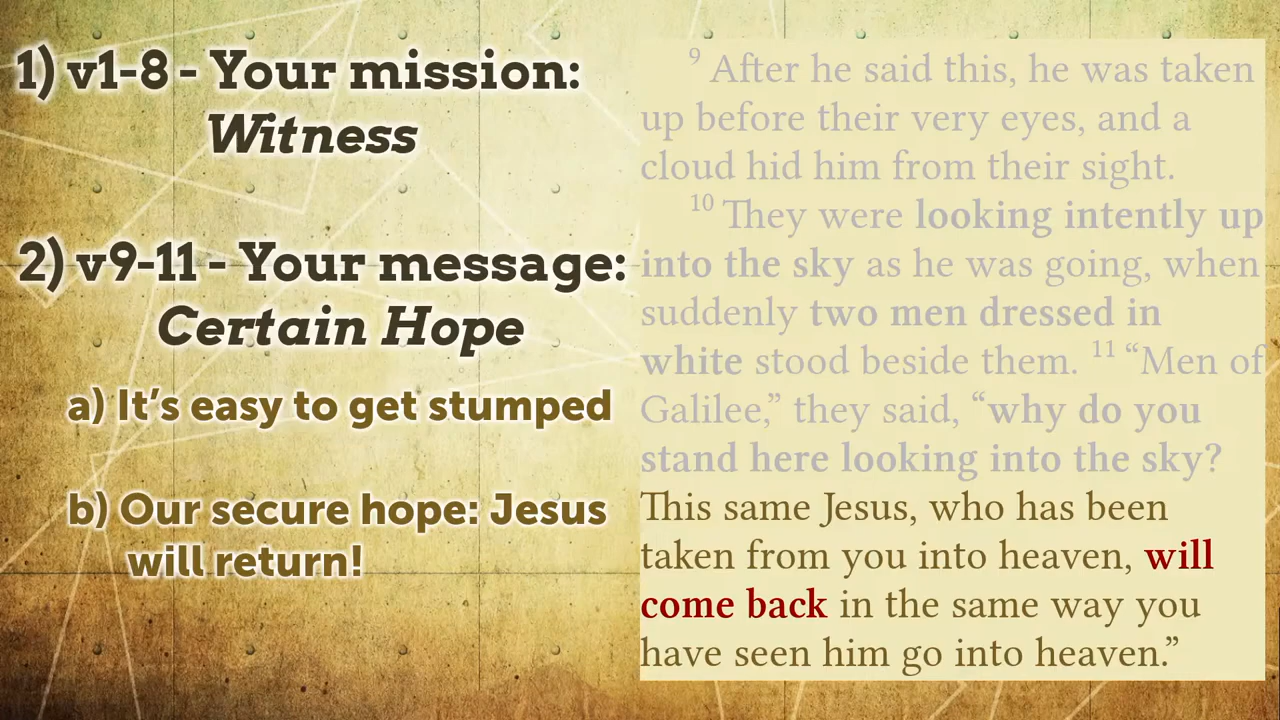 1) v1-8 - Your mission:
Witness
2) v9-11 - Your message:
Certain Hope
a) It’s easy to get stumped
b) Our secure hope: Jesus
will return!
9 After he said this, he was taken
up before their very eyes, and a
cloud hid him from their sight.
10 They were looking intently up
into the sky as he was going, when
suddenly two men dressed in
white stood beside them. 11 “Men of
Galilee,” they said, “why do you
stand here looking into the sky?
This same Jesus, who has been
taken from you into heaven, will
come back in the same way you
have seen him go into heaven.”